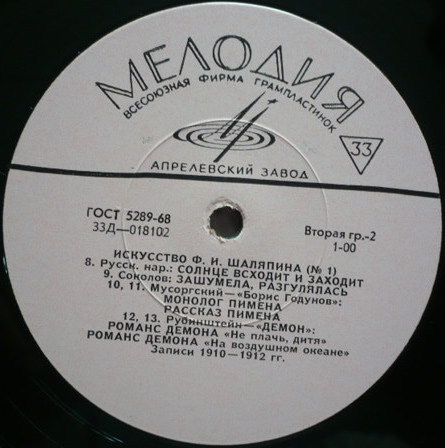 МЕЛОДИЯ
ВСЕСОЮЗНАЯ ФИРМА ГРАМПЛАСТИНОК
33
АПРЕЛЕВСКИЙ ЗАВОД
ГОСТ 5289-68
33Д—018102
Вторая гр.-2
1-00
ИСКУССТВО Ф. И. ШАЛЯПИНА (№ 1)
8. Русск. нар.: СОЛНЦЕ ВСХОДИТ И ЗАХОДИТ
9. Соколов: ЗАШУМЕЛА, РАЗГУЛЯЛАСЬ
10, 11. Мусоргский—«Борис Годунов»:
МОНОЛОГ ПИМЕНА
РАССКАЗ ПИМЕНА
12, 13. Рубинштейн—«ДЕМОН»:
РОМАНС ДЕМОНА «Не плачь, дитя»
РОМАНС ДЕМОНА «На воздушном океане»
Записи 1910—1912 гг.